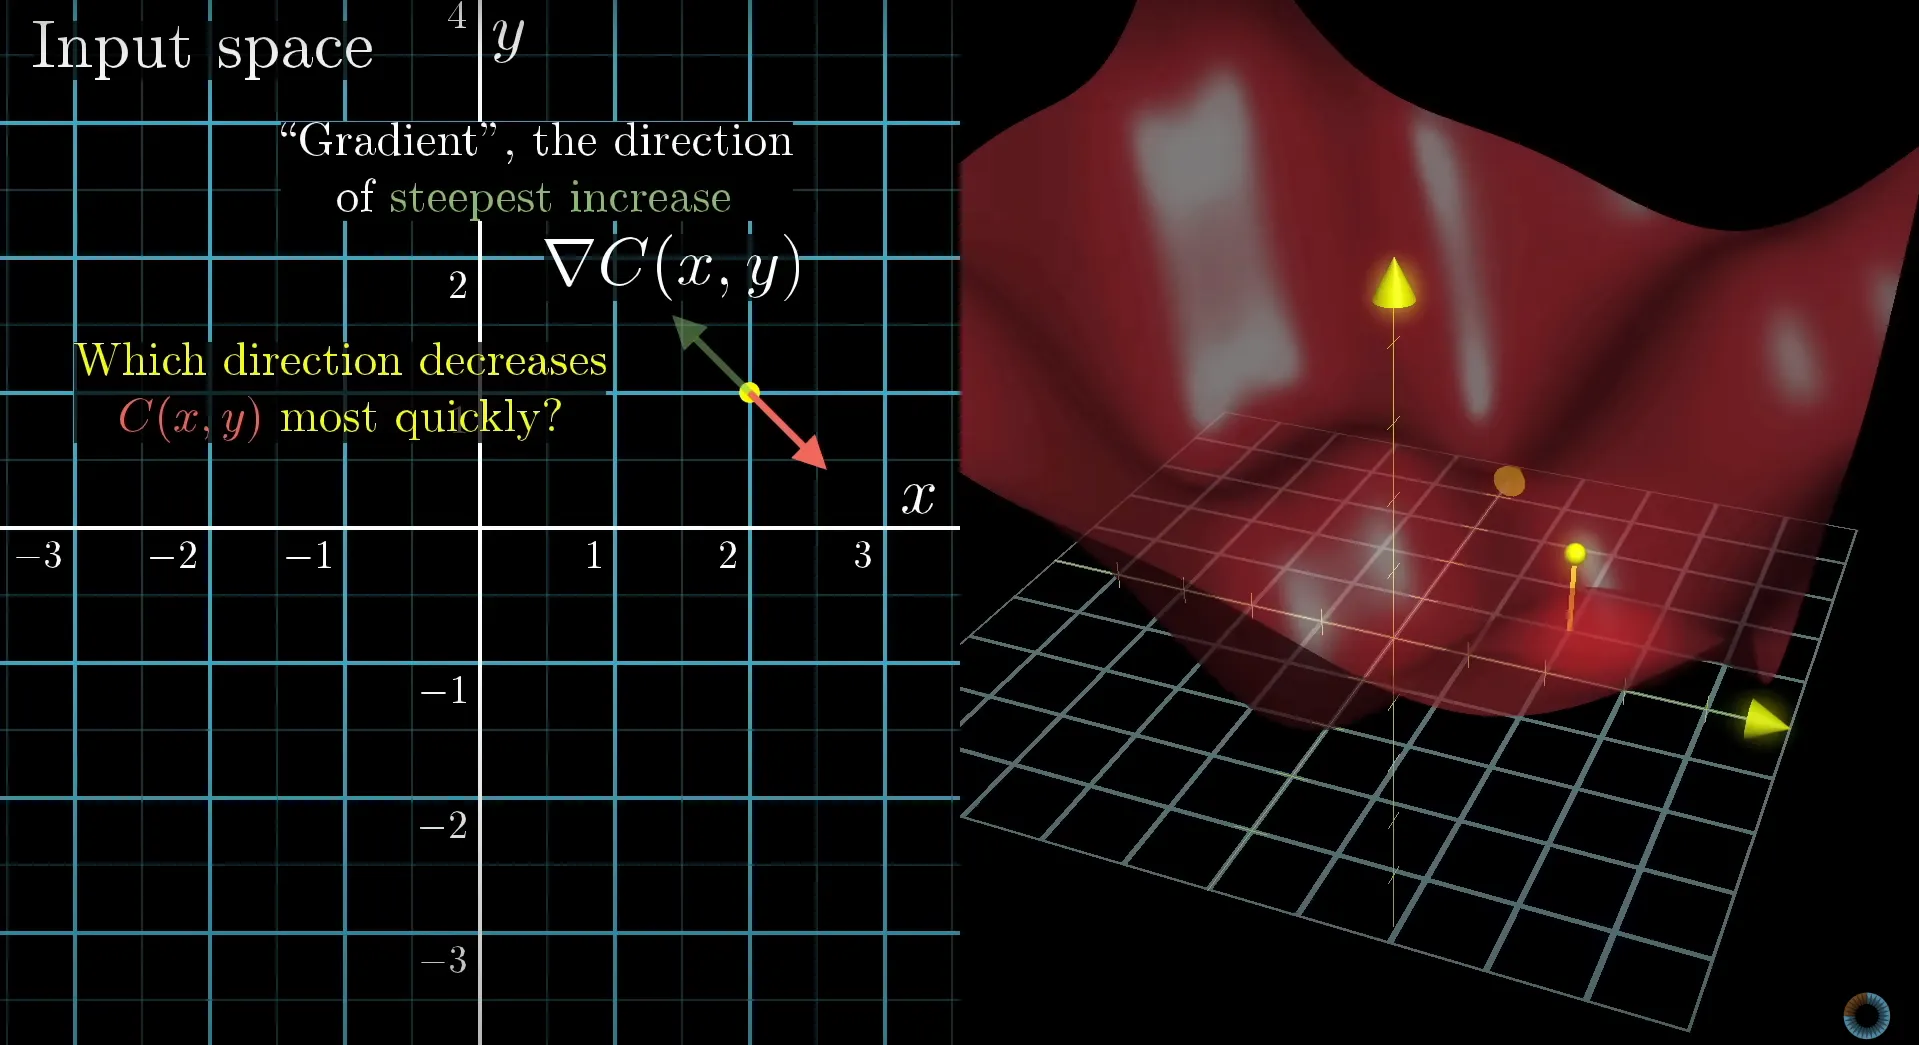 Input space
4
y
“Gradient”, the direction
of steepest increase
∇C(x, y)
2
Which direction decreases
C(x, y) most quickly?
1
x
−3 −2 −1 1 2 3
−1
−2
−3